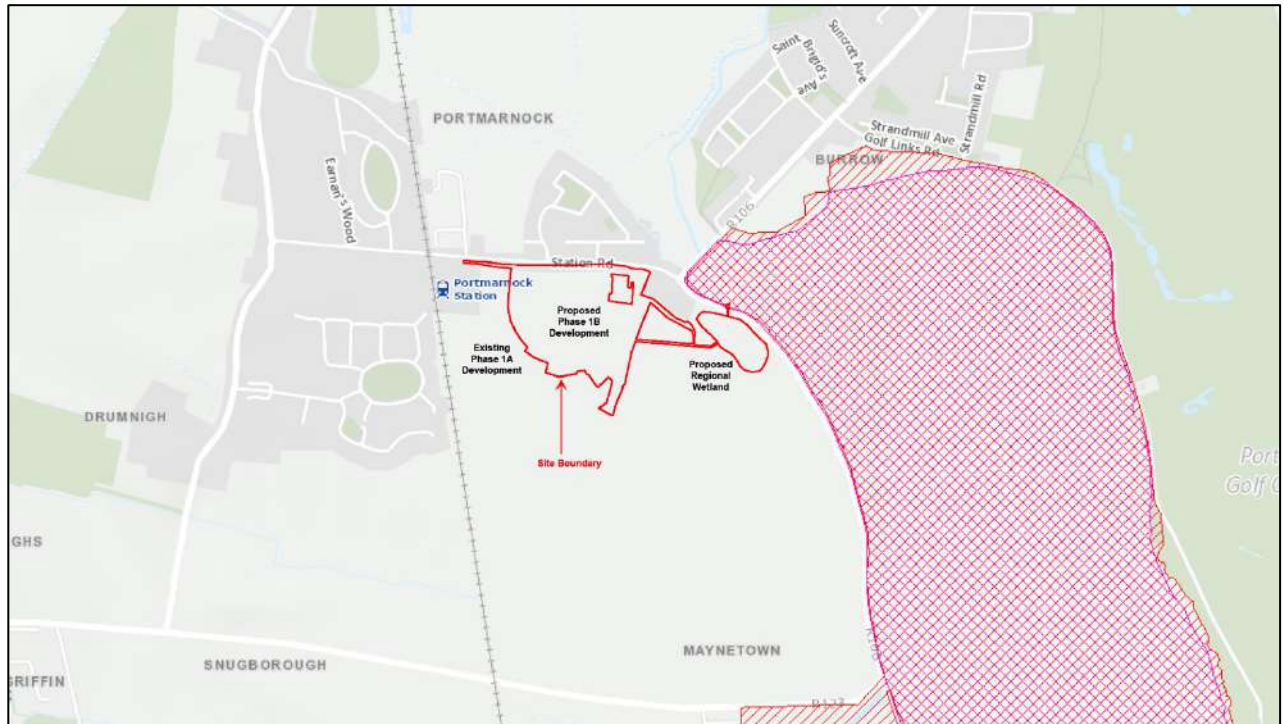 Suncroft Ave
Saint Brigid's
Ave
PORTMARNOCK
Strandmill Rd
Strandmill Ave
Golf Links Rd
BURROW
Earnan's Wood
R106
Station Rd
Portmarnock
Station
Proposed
Phase 1B
Development
Existing
Phase 1A
Development
Proposed
Regional
Wetland
DRUMNIGH
Site Boundary
Port
Golf C
GHS
MAYNETOWN
SNUGBOROUGH
GRIFFIN
R123